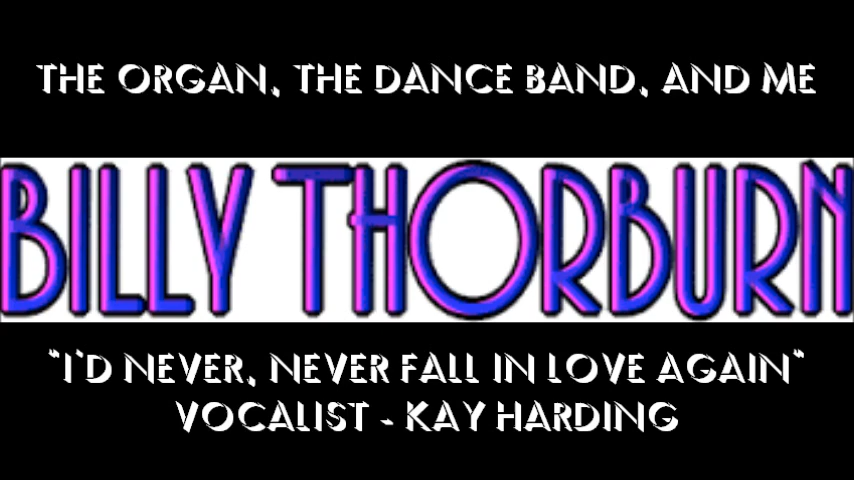 THE ORGAN, THE DANCE BAND, AND ME
BILLY THORBURN
"I'D NEVER, NEVER FALL IN LOVE AGAIN"
VOCALIST - KAY HARDING